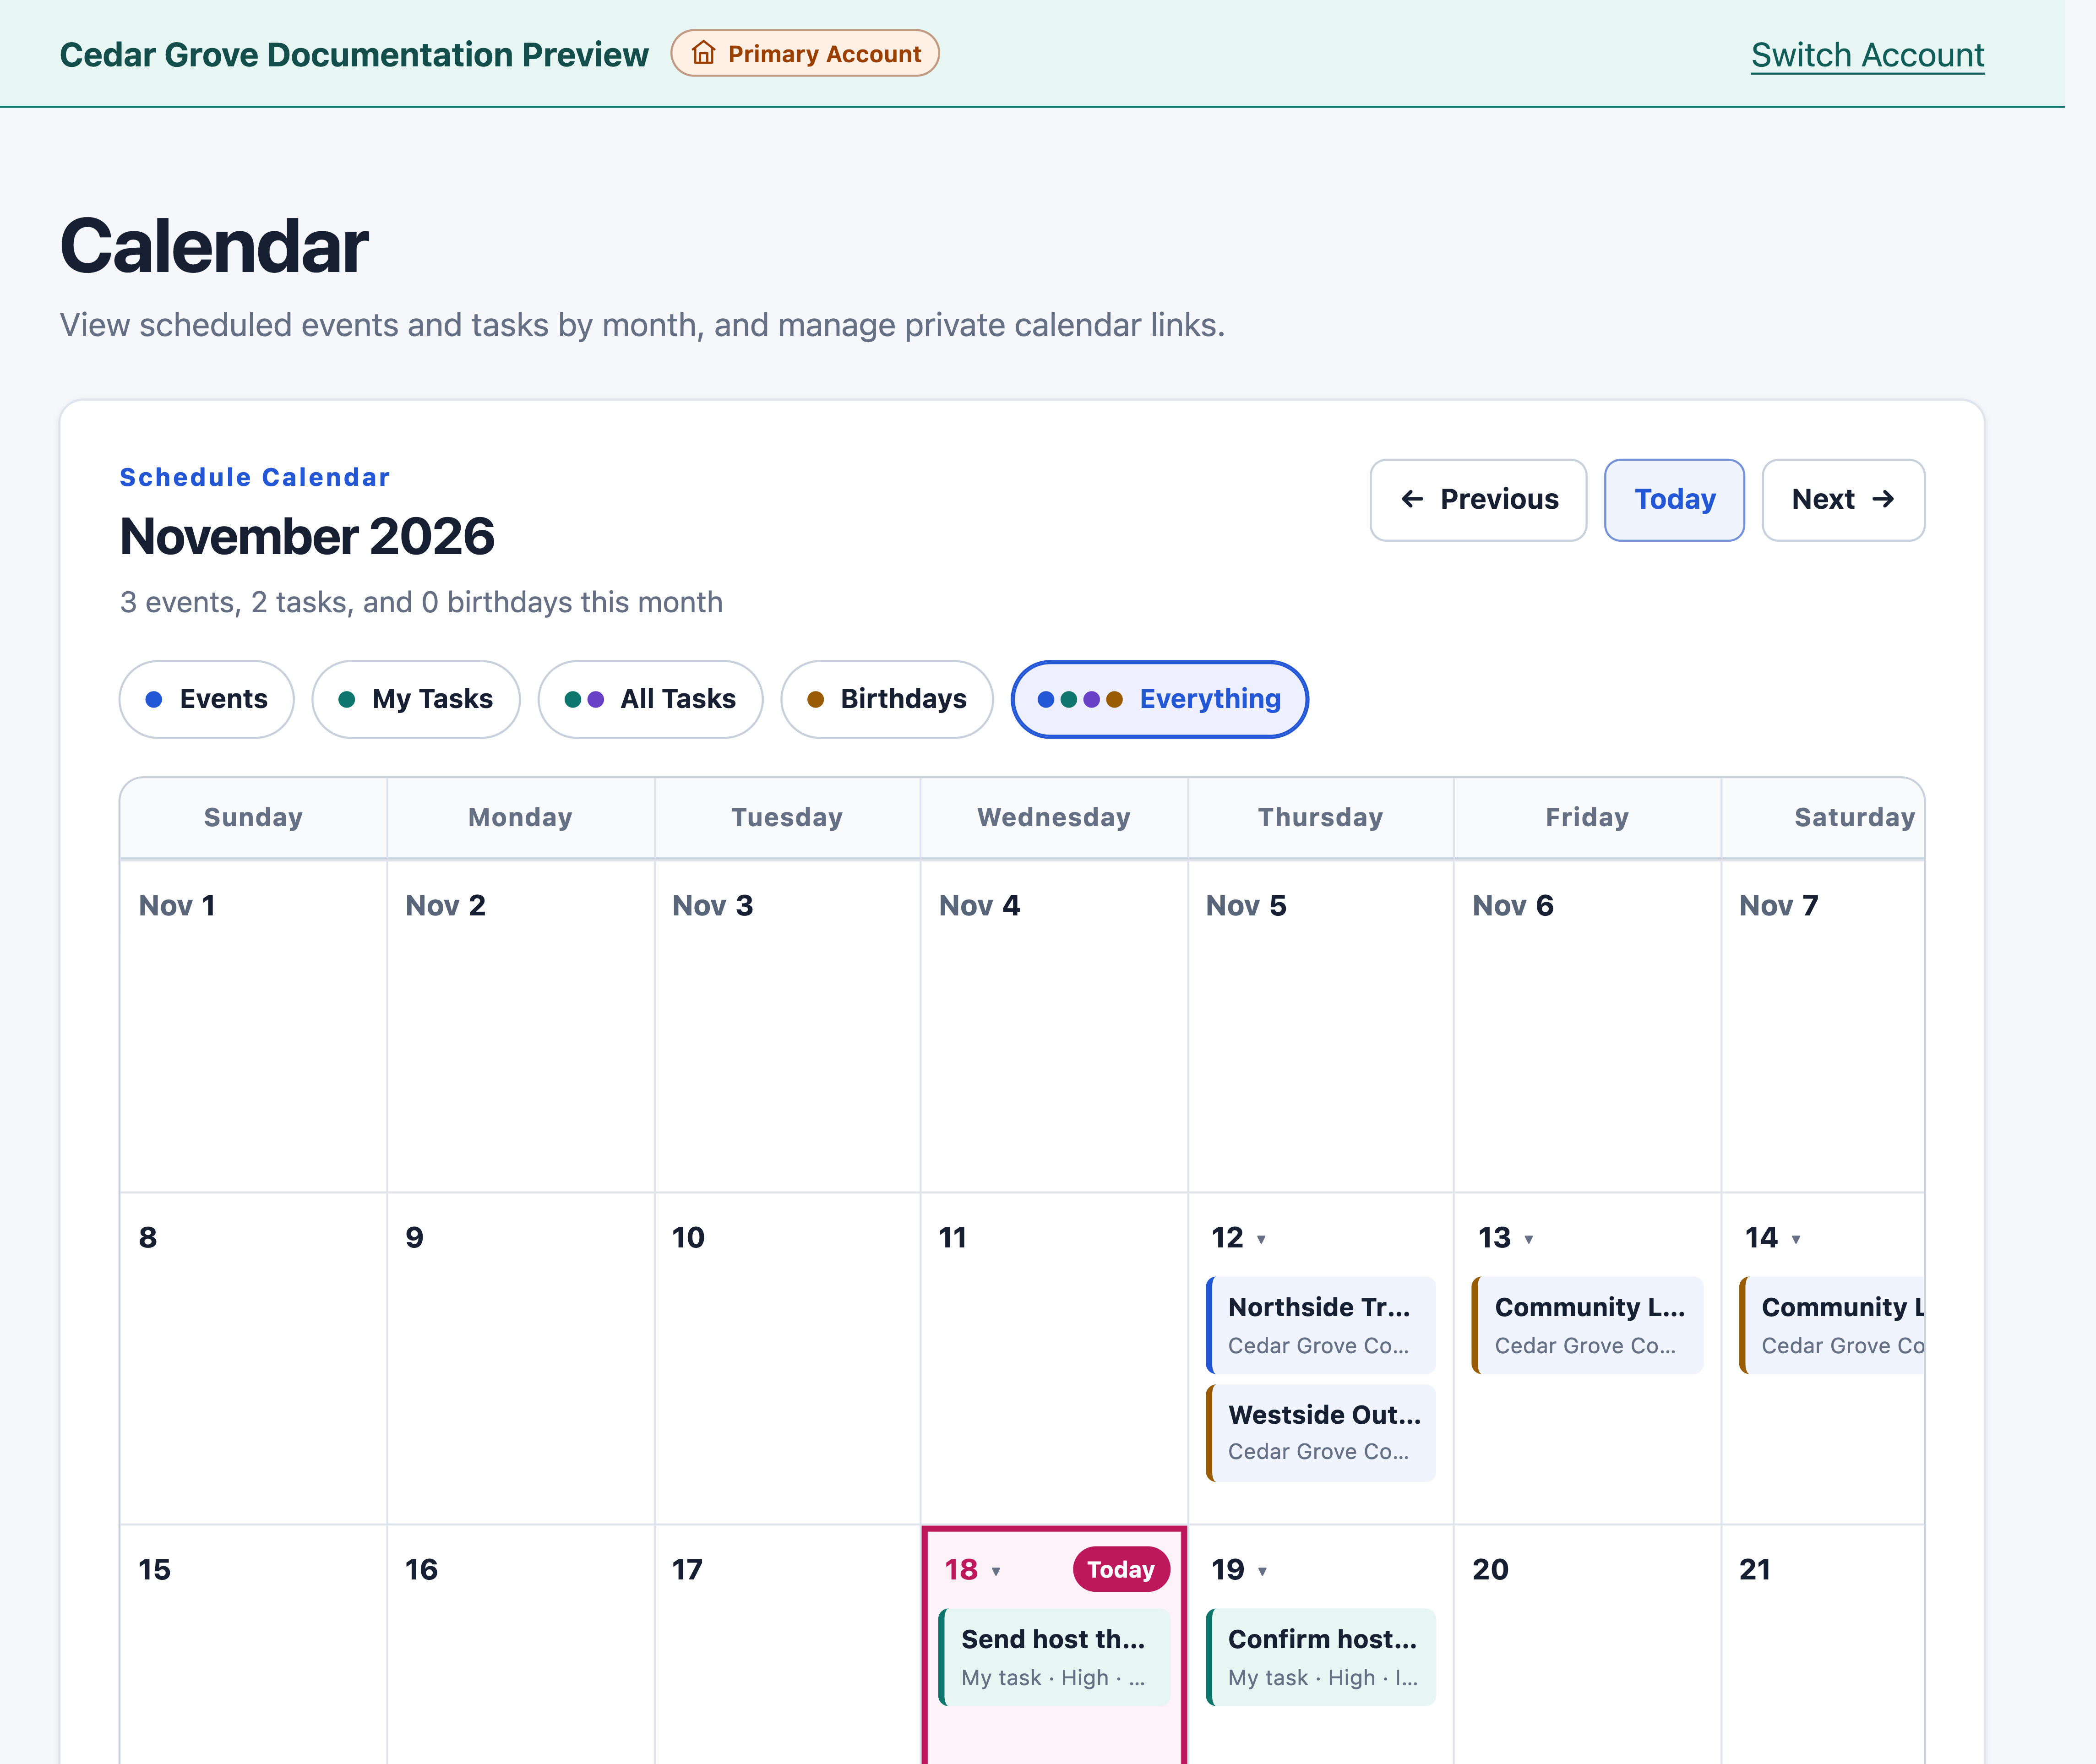 Cedar Grove Documentation Preview Primary Account Switch Account
Calendar
View scheduled events and tasks by month, and manage private calendar links.
Schedule Calendar
November 2026
3 events, 2 tasks, and 0 birthdays this month
← Previous Today Next →
Events My Tasks All Tasks Birthdays Everything
Sunday Monday Tuesday Wednesday Thursday Friday Saturday
Nov 1 Nov 2 Nov 3 Nov 4 Nov 5 Nov 6 Nov 7
8 9 10 11 12 ▾ 13 ▾ 14 ▾
Northside Tr... Community L... Community L
Cedar Grove Co... Cedar Grove Co... Cedar Grove Co
Westside Out...
Cedar Grove Co...
15 16 17 18 ▾ Today 19 ▾ 20 21
Send host th... Confirm host...
My task · High · ... My task · High · I...